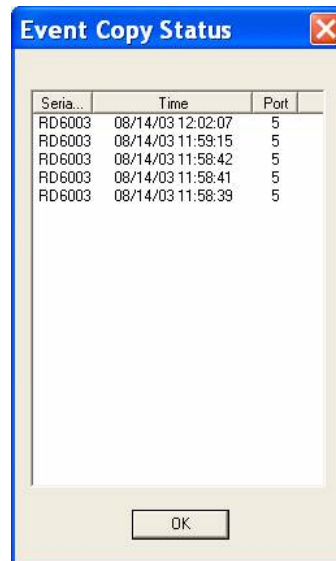 Event Copy Status
Seria... Time Port
RD6003 08/14/03 12:02:07 5
RD6003 08/14/03 11:59:15 5
RD6003 08/14/03 11:58:42 5
RD6003 08/14/03 11:58:41 5
RD6003 08/14/03 11:58:39 5
OK